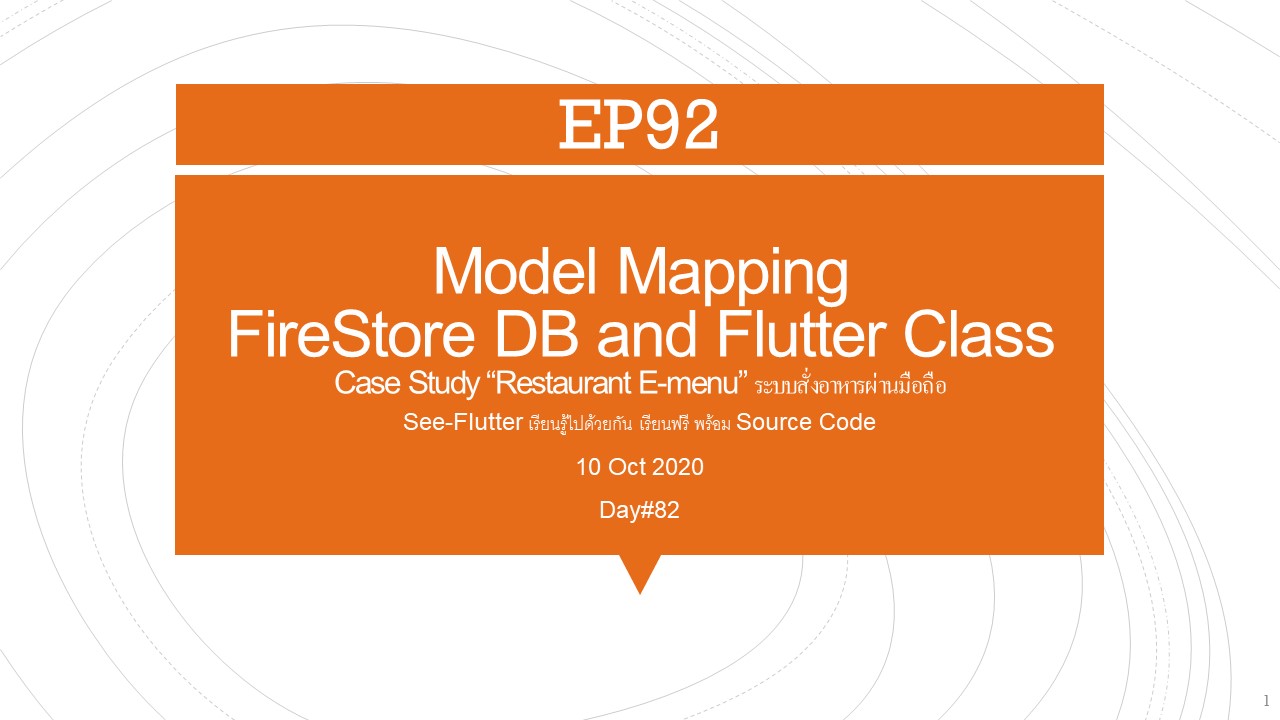 EP92
Model Mapping
FireStore DB and Flutter Class
Case Study “Restaurant E-menu” ระบบสั่งอาหารผ่านมือถือ
See-Flutter เรียนรู้ไปด้วยกัน เรียนฟรี พร้อม Source Code
10 Oct 2020
Day#82
1